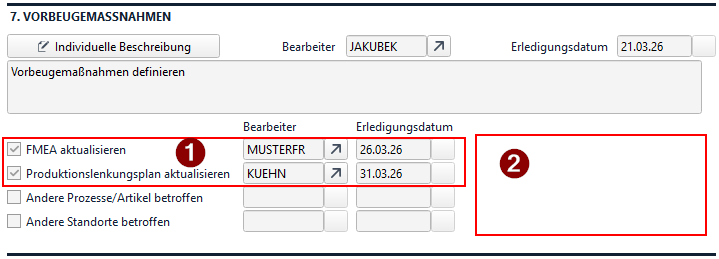 7. VORBEUGEMASSNAHMEN
Individuelle Beschreibung Bearbeiter JAKUBEK Erledigungsdatum 21.03.26
Vorbeugemaßnahmen definieren
Bearbeiter Erledigungsdatum
FMEA aktualisieren 1 MUSTERFR 26.03.26
Produktionslenkungsplan aktualisieren KUEHN 31.03.26
2
Andere Prozesse/Artikel betroffen
Andere Standorte betroffen